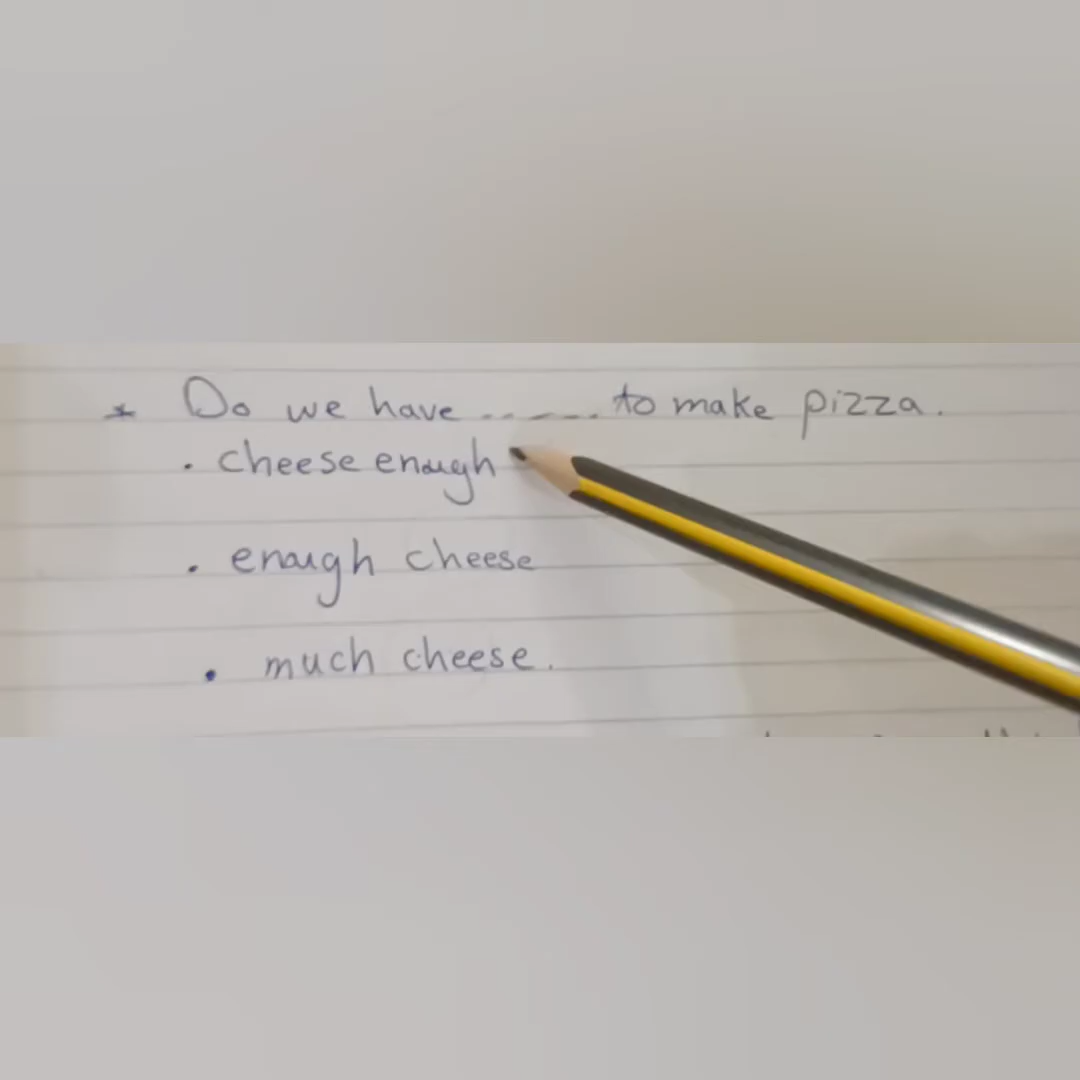 * Do we have ...... to make pizza.
. cheese enough
. enough cheese
. much cheese.